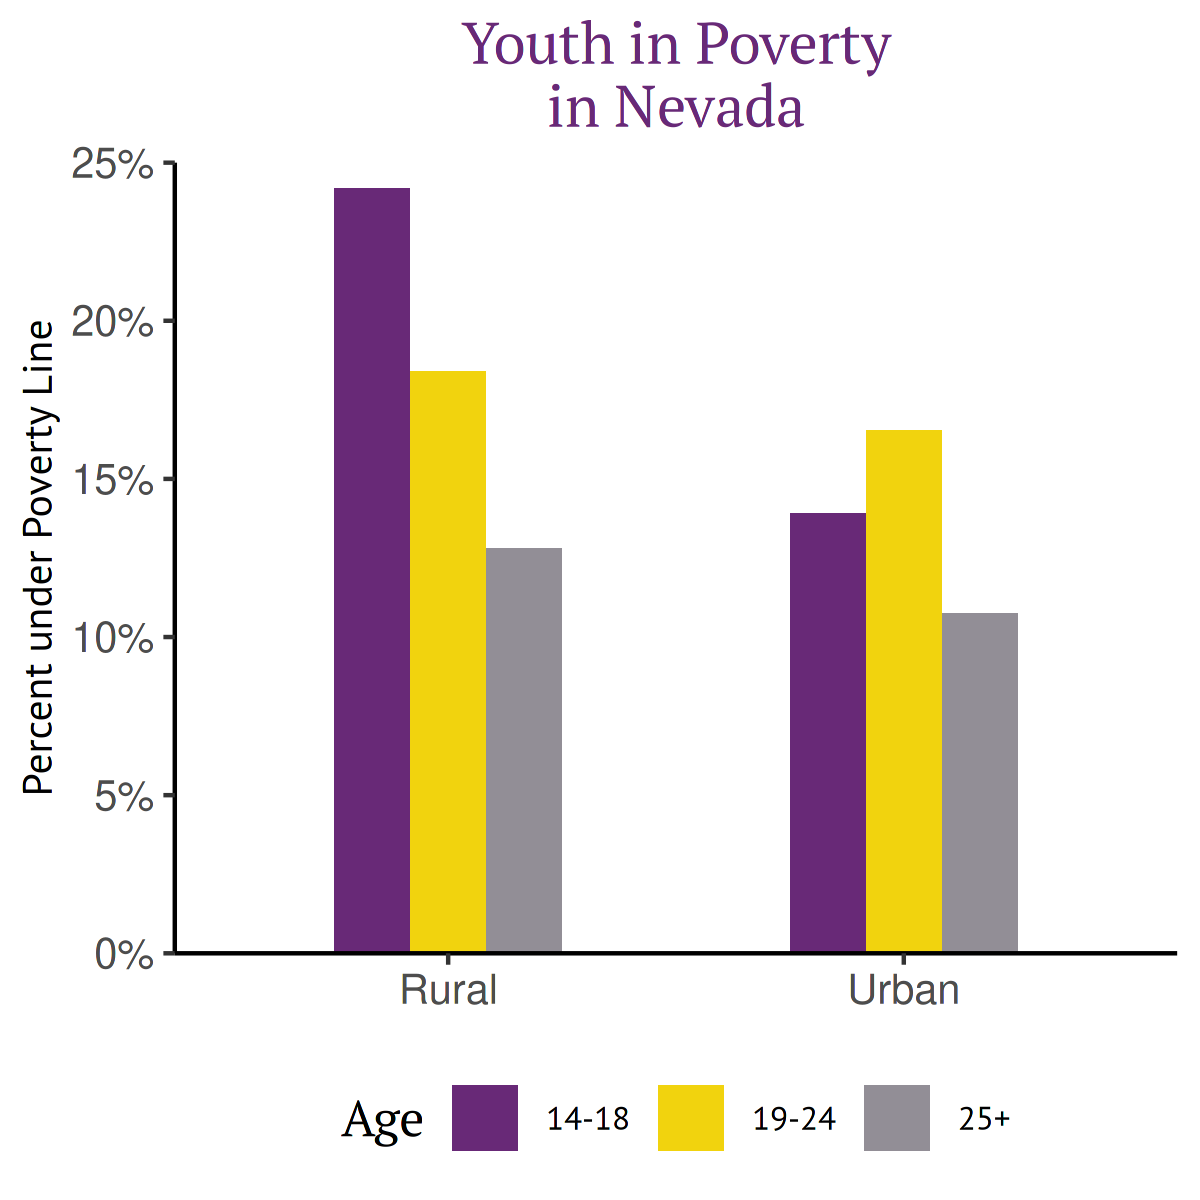 Youth in Poverty
in Nevada
Percent under Poverty Line
25%
20%
15%
10%
5%
0%
Rural Urban
Age 14-18 19-24 25+